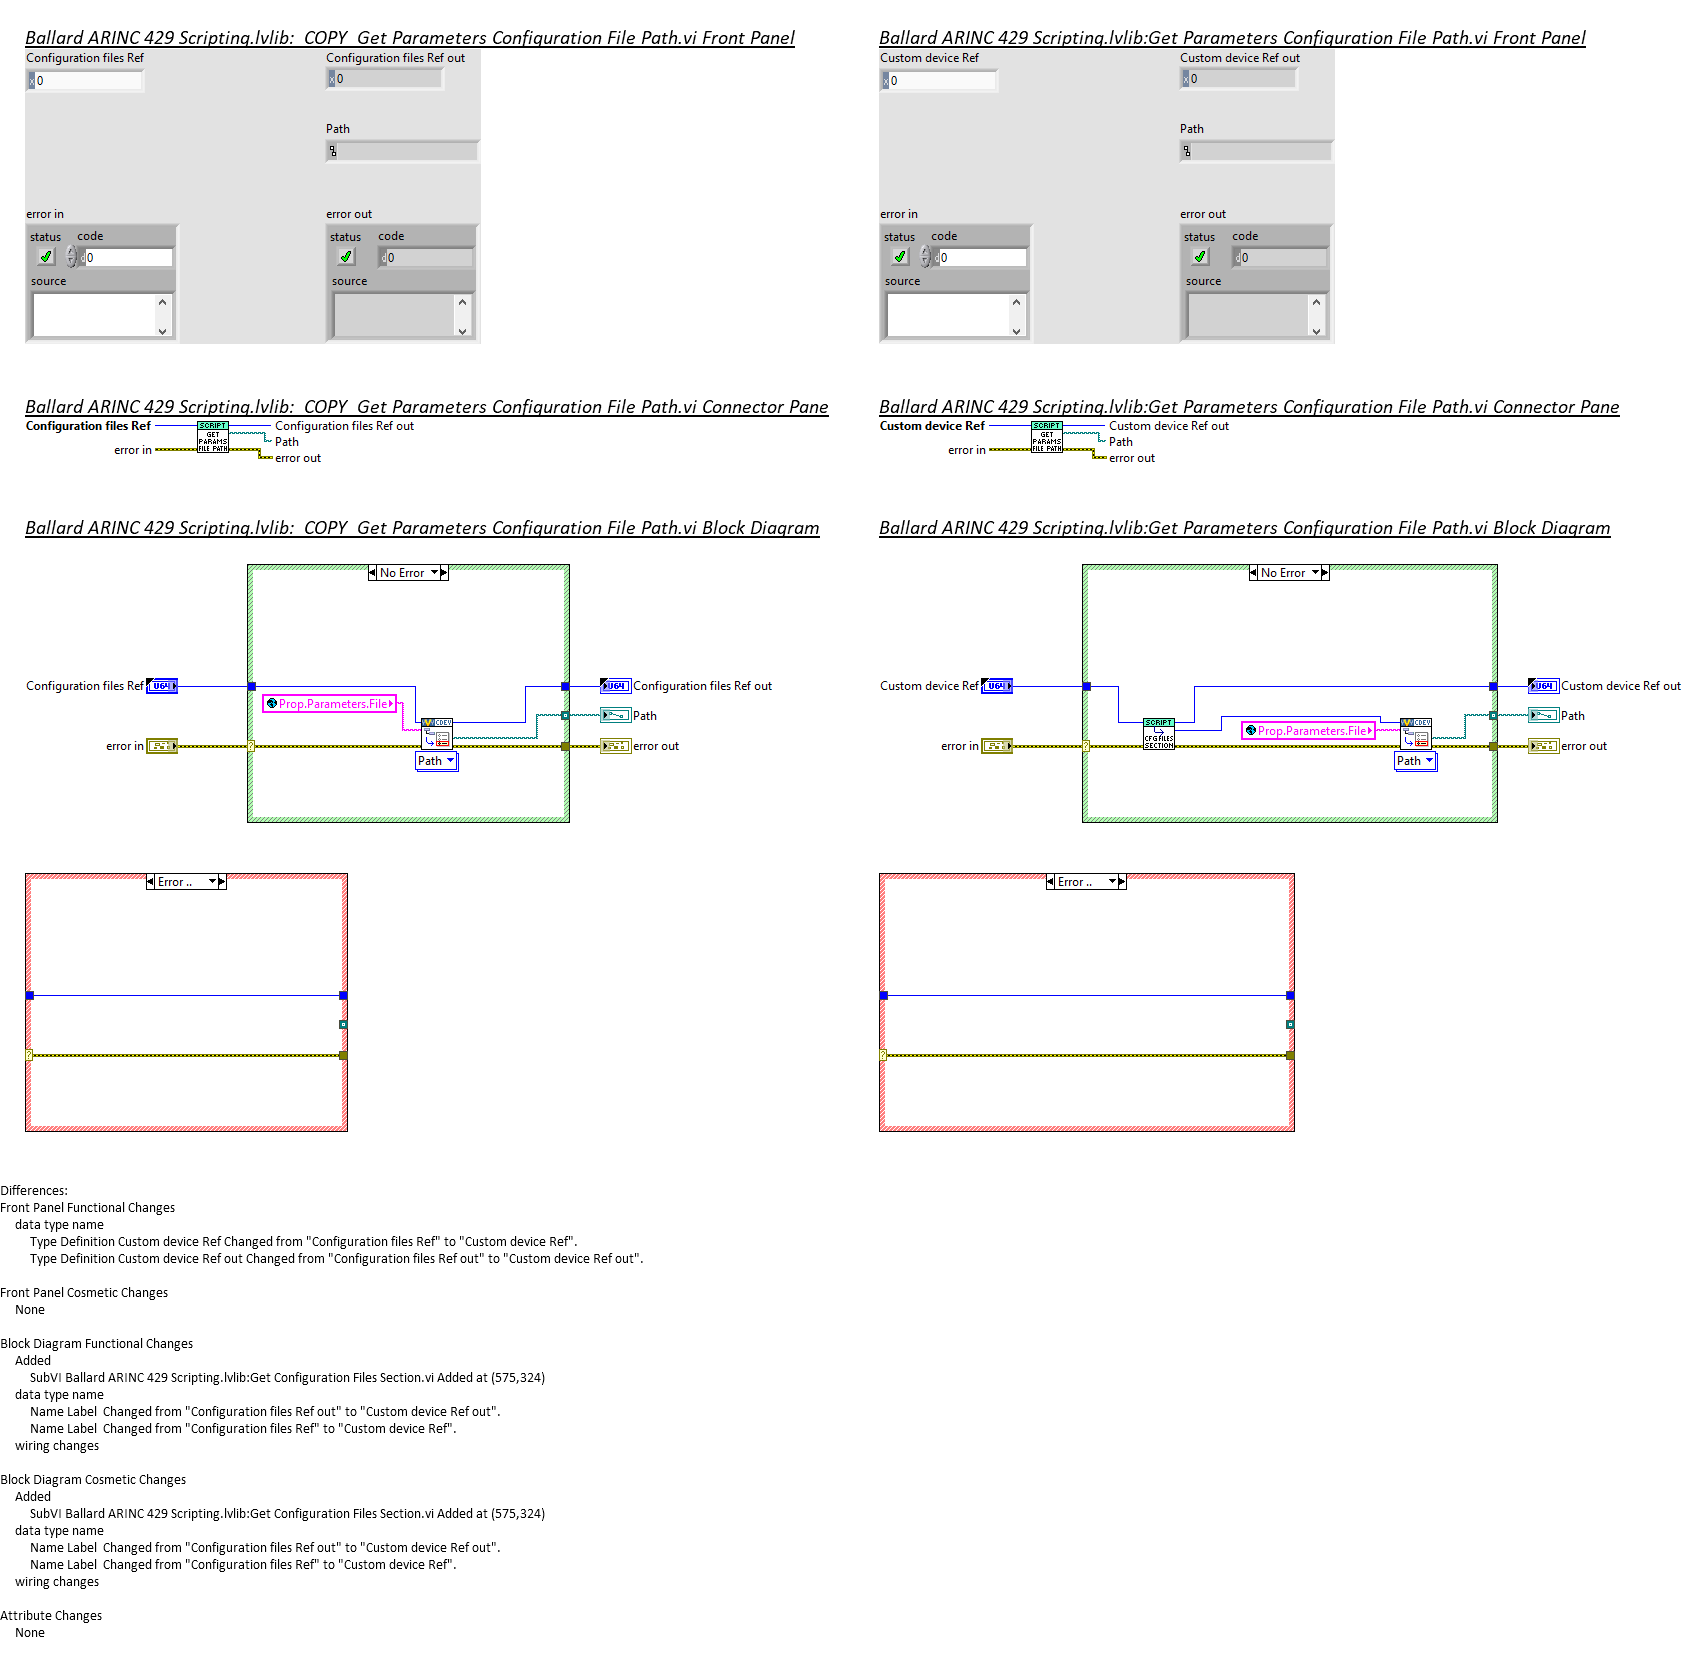 Ballard ARINC 429 Scripting.lvlib:  COPY  Get Parameters Configuration File Path.vi Front Panel
Configuration files Ref
Configuration files Ref out
x 0
x 0
Path
error in
error out
status
code
status
code
d 0
d 0
source
source
Ballard ARINC 429 Scripting.lvlib:Get Parameters Configuration File Path.vi Front Panel
Custom device Ref
Custom device Ref out
x 0
x 0
Path
error in
error out
status
code
status
code
d 0
d 0
source
source
Ballard ARINC 429 Scripting.lvlib:  COPY  Get Parameters Configuration File Path.vi Connector Pane
Configuration files Ref
SCRIPT
GET
PARAMS
FILE PATH
Configuration files Ref out
Path
error in
error out
Ballard ARINC 429 Scripting.lvlib:Get Parameters Configuration File Path.vi Connector Pane
Custom device Ref
SCRIPT
GET
PARAMS
FILE PATH
Custom device Ref out
Path
error in
error out
Ballard ARINC 429 Scripting.lvlib:  COPY  Get Parameters Configuration File Path.vi Block Diagram
No Error
Configuration files Ref
U64
U64
Configuration files Ref out
Prop.Parameters.File
CDEV
Path
error in
?
error out
Path
Error ..
?
Ballard ARINC 429 Scripting.lvlib:Get Parameters Configuration File Path.vi Block Diagram
No Error
Custom device Ref
U64
U64
Custom device Ref out
SCRIPT
CFG FILES
SECTION
Prop.Parameters.File
CDEV
Path
error in
?
error out
Path
Error ..
?
Differences:
Front Panel Functional Changes
data type name
Type Definition Custom device Ref Changed from "Configuration files Ref" to "Custom device Ref".
Type Definition Custom device Ref out Changed from "Configuration files Ref out" to "Custom device Ref out".
Front Panel Cosmetic Changes
None
Block Diagram Functional Changes
Added
SubVI Ballard ARINC 429 Scripting.lvlib:Get Configuration Files Section.vi Added at (575,324)
data type name
Name Label  Changed from "Configuration files Ref out" to "Custom device Ref out".
Name Label  Changed from "Configuration files Ref" to "Custom device Ref".
wiring changes
Block Diagram Cosmetic Changes
Added
SubVI Ballard ARINC 429 Scripting.lvlib:Get Configuration Files Section.vi Added at (575,324)
data type name
Name Label  Changed from "Configuration files Ref out" to "Custom device Ref out".
Name Label  Changed from "Configuration files Ref" to "Custom device Ref".
wiring changes
Attribute Changes
None